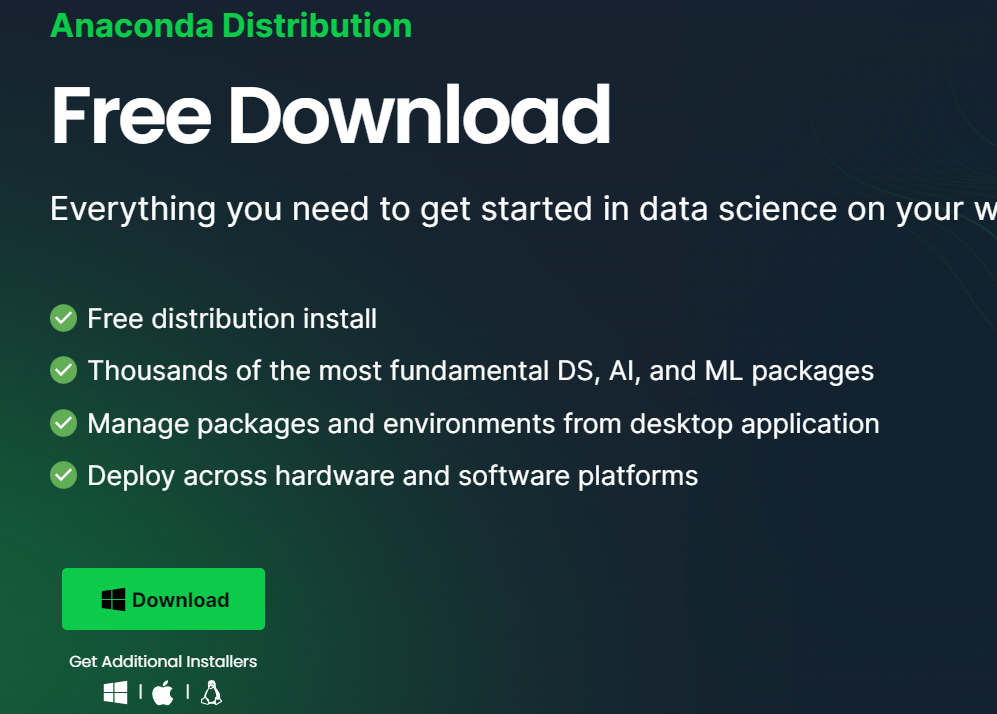 Anaconda Distribution
Free Download
Everything you need to get started in data science on your
Free distribution install
Thousands of the most fundamental DS, AI, and ML packages
Manage packages and environments from desktop application
Deploy across hardware and software platforms
Download
Get Additional Installers
| |